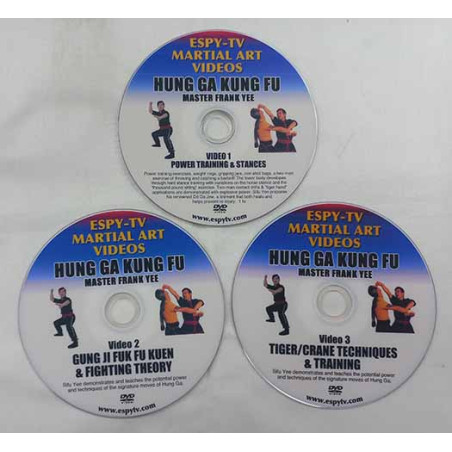 ESPY-TV
MARTIAL ART
VIDEOS
HUNG GA KUNG FU
MASTER FRANK YEE
VIDEO 1
POWER TRAINING & STANCES
DVD
www.espytv.com
ESPY-TV
MARTIAL ART
VIDEOS
HUNG GA KUNG FU
MASTER FRANK YEE
Video 2
GUNG JI FUK FU KUEN
& FIGHTING THEORY
Sifu Yee demonstrates and teaches the potential power
and techniques of the signature moves of Hung Ga.
DVD
www.espytv.com
ESPY-TV
MARTIAL ART
VIDEOS
HUNG GA KUNG FU
MASTER FRANK YEE
Video 3
TIGER/CRANE TECHNIQUES
& TRAINING
Sifu Yee demonstrates and teaches the potential power
and techniques of the signature moves of Hung Ga.
DVD
www.espytv.com